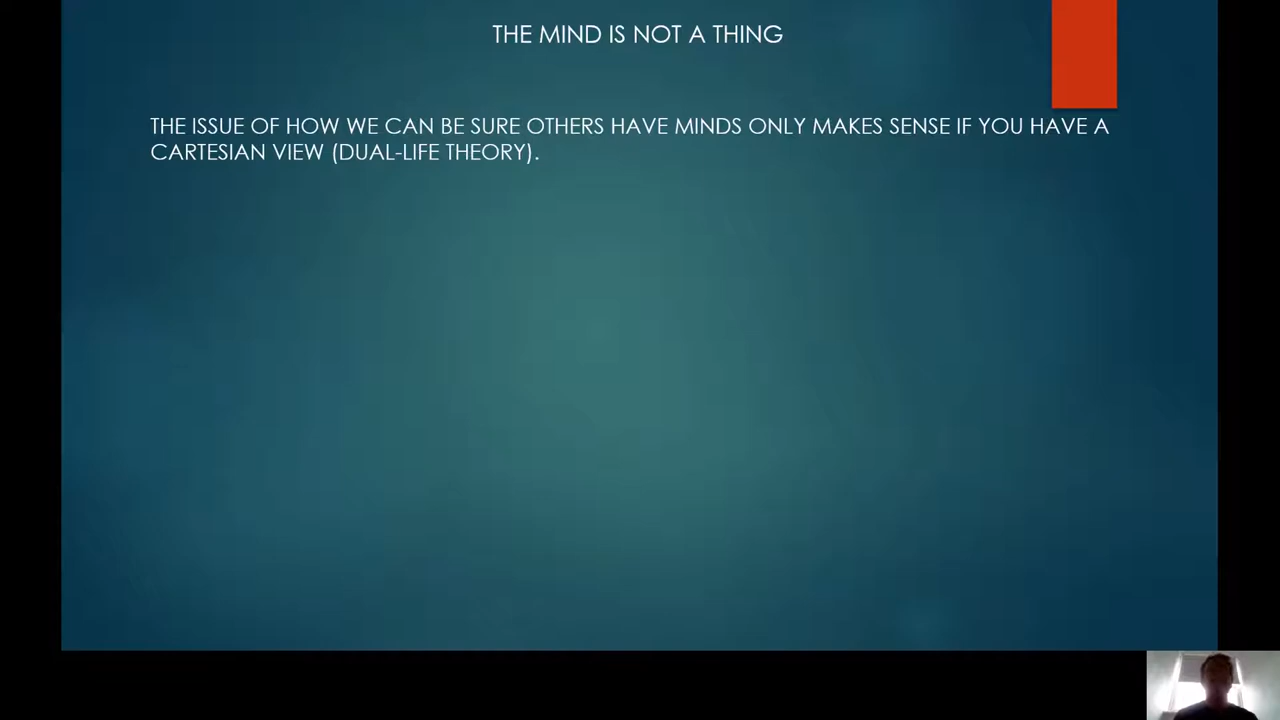 THE MIND IS NOT A THING
THE ISSUE OF HOW WE CAN BE SURE OTHERS HAVE MINDS ONLY MAKES SENSE IF YOU HAVE A
CARTESIAN VIEW (DUAL-LIFE THEORY).